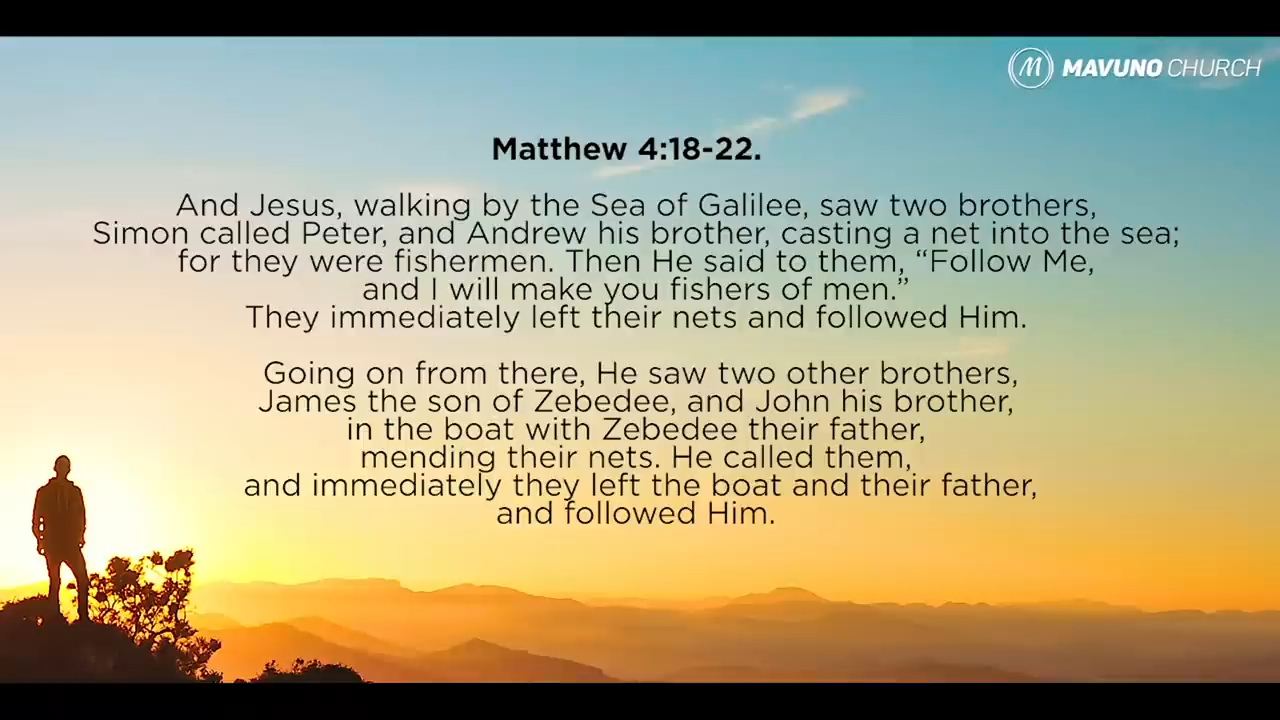 MAVUNO CHURCH
Matthew 4:18-22.
And Jesus, walking by the Sea of Galilee, saw two brothers,
Simon called Peter, and Andrew his brother, casting a net into the sea;
for they were fishermen. Then He said to them, “Follow Me,
and I will make you fishers of men.”
They immediately left their nets and followed Him.
Going on from there, He saw two other brothers,
James the son of Zebedee, and John his brother,
in the boat with Zebedee their father,
mending their nets. He called them,
and immediately they left the boat and their father,
and followed Him.